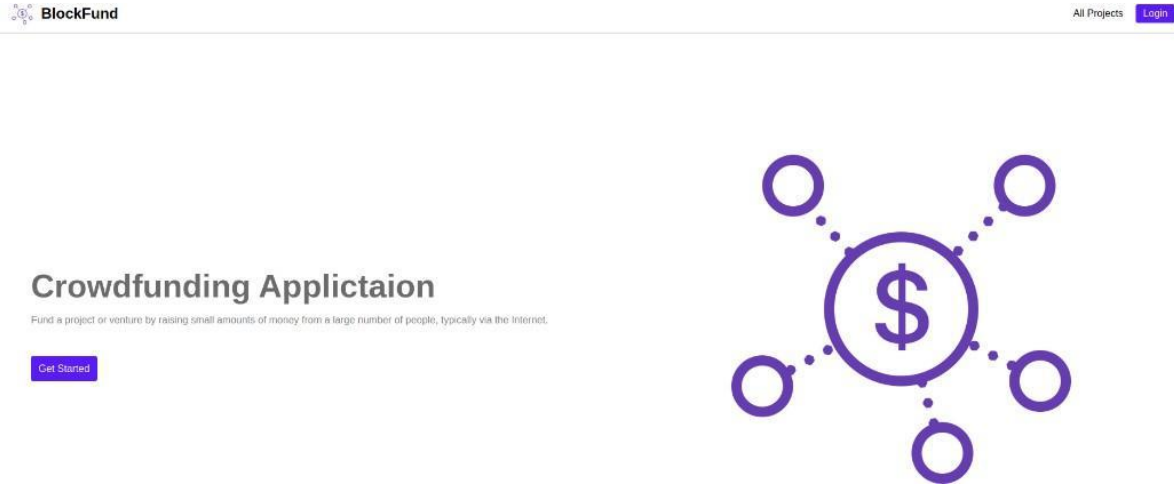 BlockFund
All Projects
Login
Crowdfunding Applictaion
Fund a project or venture by raising small amounts of money from a large number of people, typically via the Internet.
Get Started
$